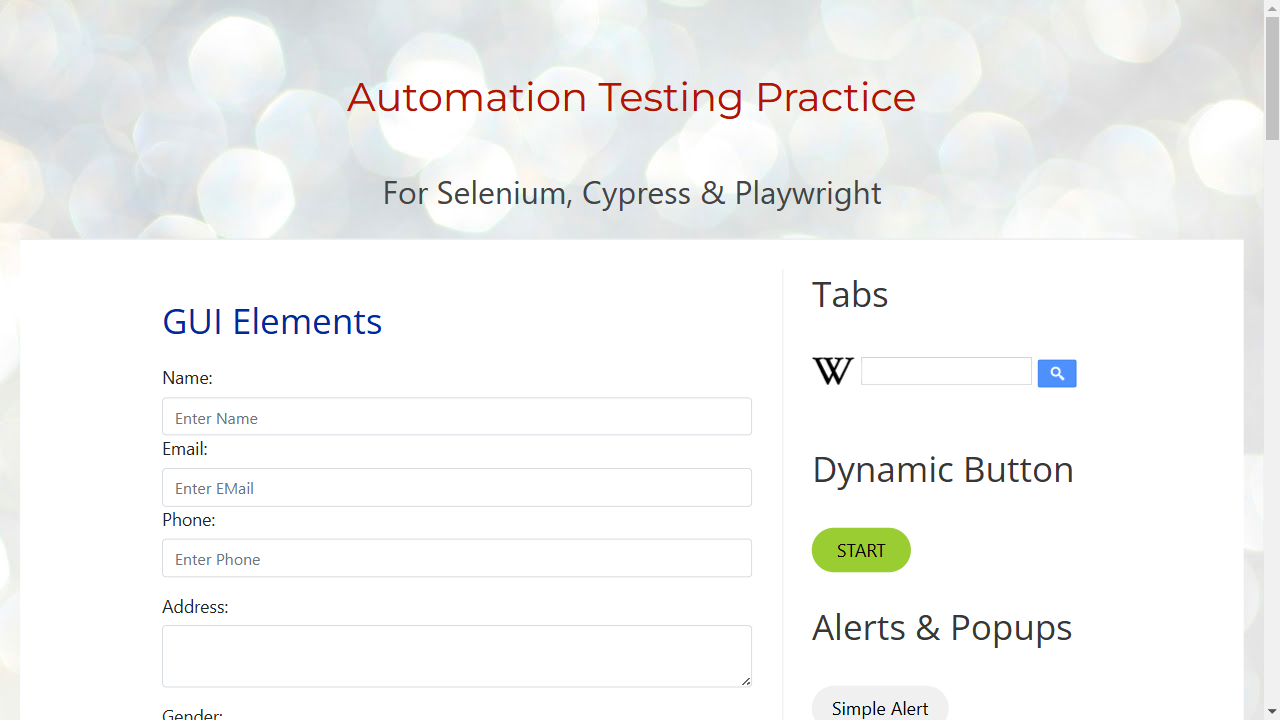 Automation Testing Practice
For Selenium, Cypress & Playwright
GUI Elements
Name:
Enter Name
Email:
Enter EMail
Phone:
Enter Phone
Address:
Gender:
Tabs
W
Dynamic Button
START
Alerts & Popups
Simple Alert